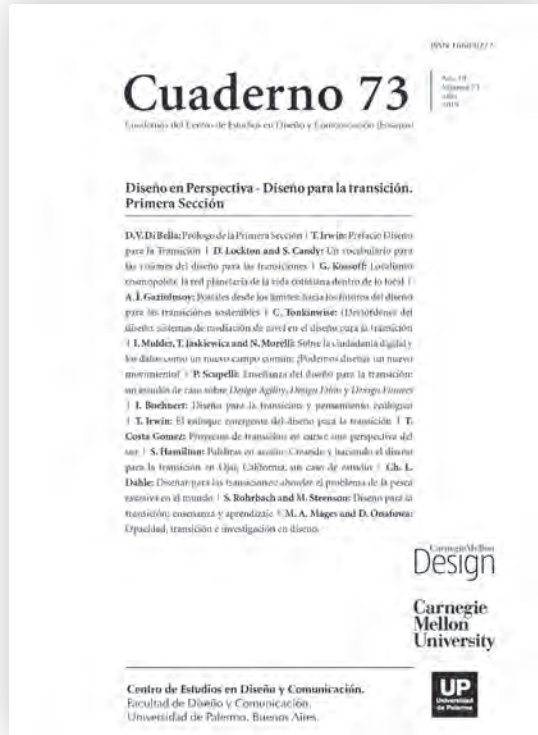 ISSN 1668-0227
Cuaderno 73
Año 19
Número 73
Julio
2019
Cuadernos del Centro de Estudios en Diseño y Comunicación [Ensayos]
Diseño en Perspectiva - Diseño para la transición.
Primera Sección
D.V. Di Bella: Prólogo de la Primera Sección | T. Irwin: Prefacio Diseño
para la Transición | D. Lockton and S. Candy: Un vocabulario para
las visiones del diseño para las transiciones | G. Kossoff: Localismo
cosmopolita: la red planetaria de la vida cotidiana dentro de lo local |
A. İ. Gaziulusoy: Postales desde los límites: hacia los futuros del diseño
para las transiciones sostenibles | C. Tonkinwise:
diseño: sistemas de mediación de nivel en el diseño para la transición
| I. Mulder, T. Jaskiewicz and N. Morelli: Sobre la ciudadanía digital y
los datos como un nuevo campo común: ¿Podemos diseñar un nuevo
movimiento? | P. Scupelli: Enseñanza del diseño para la transición:
un estudio de caso sobre Design Agility, Design Ethos y Design Futures
| J. Boehnert: Diseño para la transición y pensamiento ecológico
| T. Irwin: El enfoque emergente del diseño para la transición | T.
Costa Gomez: Proyectos de transición en curso: una perspectiva del
sur | S. Hamilton: Palabras en acción: Creando y haciendo el diseño
para la transición en Ojai, California, un caso de estudio | Ch. L.
Dahle: Diseñar para las transiciones: abordar el problema de la pesca
excesiva en el mundo | S. Rohrbach and M. Steenson: Diseño para la
transición: enseñanza y aprendizaje | M. A. Mages and D. Onafuwa:
Opacidad, transición e investigación en diseño.
CarnegieMellon
Design
Carnegie
Mellon
University
Centro de Estudios en Diseño y Comunicación.
Facultad de Diseño y Comunicación.
Universidad de Palermo. Buenos Aires.
UP
Universidad
de Palermo